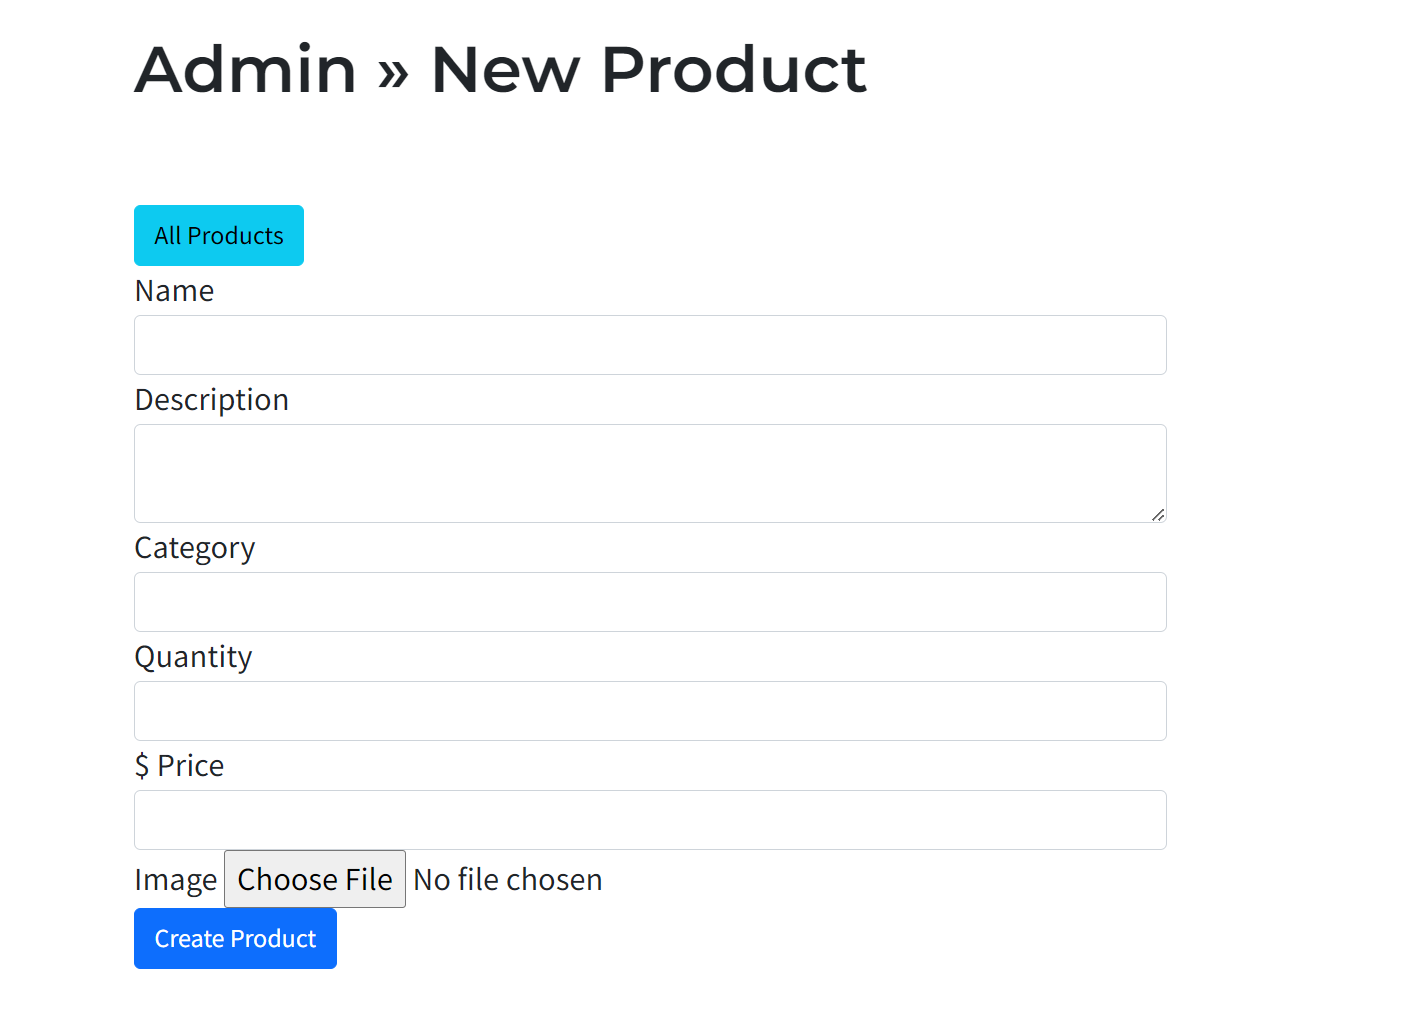 Admin » New Product
All Products
Name
Description
Category
Quantity
$ Price
Image Choose File No file chosen
Create Product